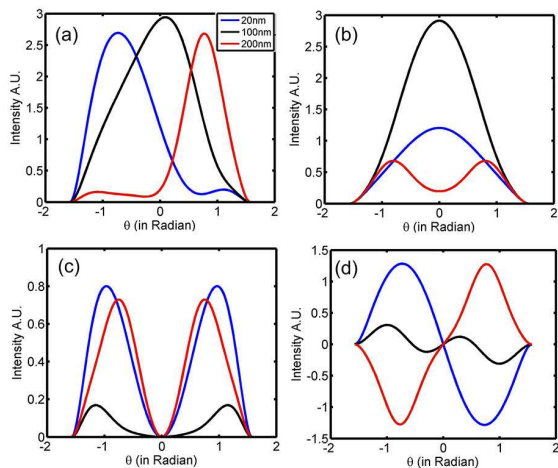 (a)
20nm
100nm
200nm
Intensity A.U.
3
2.5
2
1.5
1
0.5
0
-2 -1 0 1 2
θ (in Radian)
(b)
Intensity A.U.
3
2.5
2
1.5
1
0.5
0
-2 -1 0 1 2
θ (in Radian)
(c)
Intensity A.U.
0.8
0.6
0.4
0.2
0
-2 -1 0 1 2
θ (in Radian)
(d)
Intensity A.U.
1.5
1
0.5
0
-0.5
-1
-1.5
-2 -1 0 1 2
θ (in Radian)